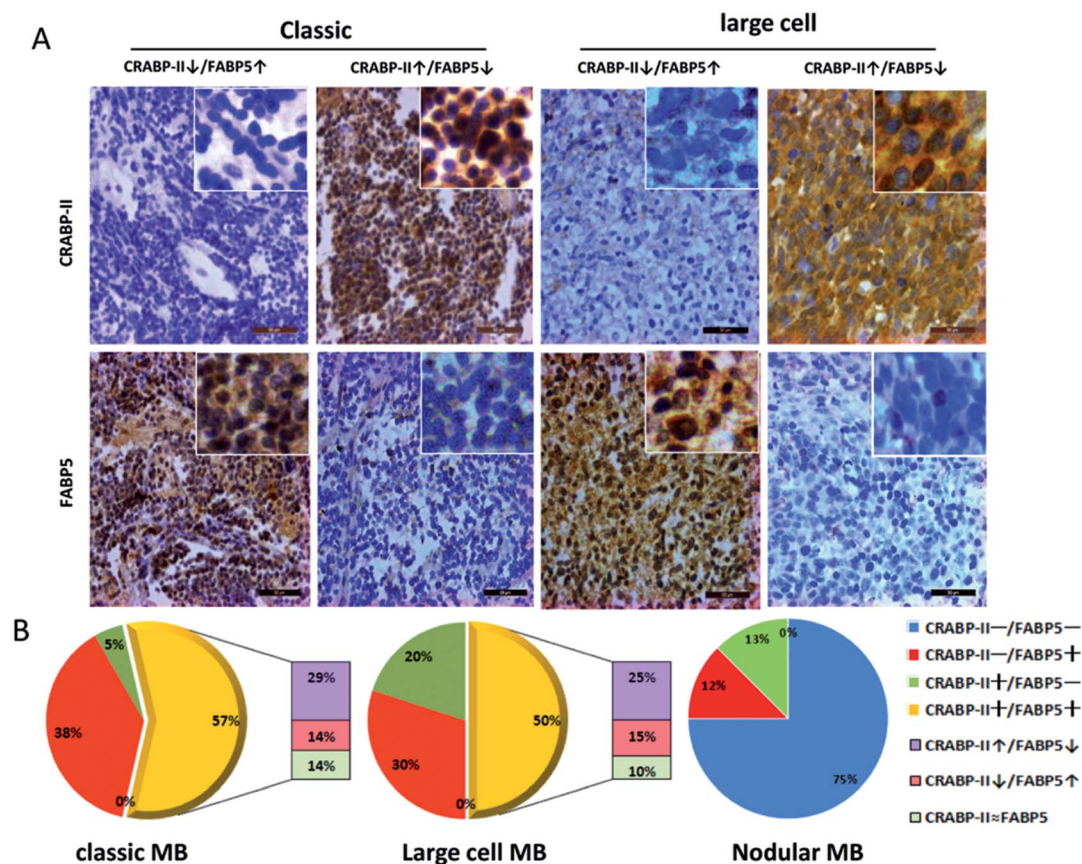 A
Classic
large cell
CRABP-II↓/FABP5↑
CRABP-II↑/FABP5↓
CRABP-II↓/FABP5↑
CRABP-II↑/FABP5↓
CRABP-II
FABP5
B
5%
38%
57%
0%
29%
14%
14%
classic MB
20%
30%
50%
0%
25%
15%
10%
Large cell MB
0%
13%
12%
75%
Nodular MB
CRABP-II—/FABP5—
CRABP-II—/FABP5+
CRABP-II+/FABP5—
CRABP-II+/FABP5+
CRABP-II↑/FABP5↓
CRABP-II↓/FABP5↑
CRABP-II≈FABP5